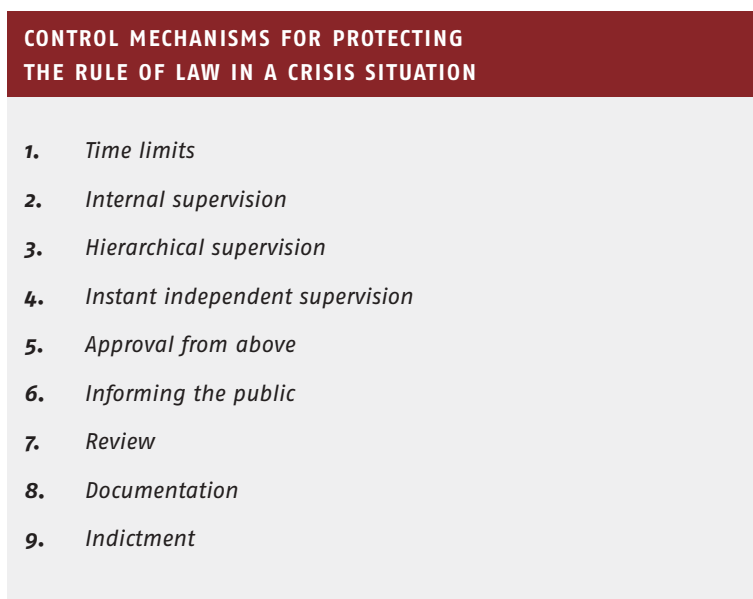 CONTROL MECHANISMS FOR PROTECTING
THE RULE OF LAW IN A CRISIS SITUATION
1. Time limits
2. Internal supervision
3. Hierarchical supervision
4. Instant independent supervision
5. Approval from above
6. Informing the public
7. Review
8. Documentation
9. Indictment